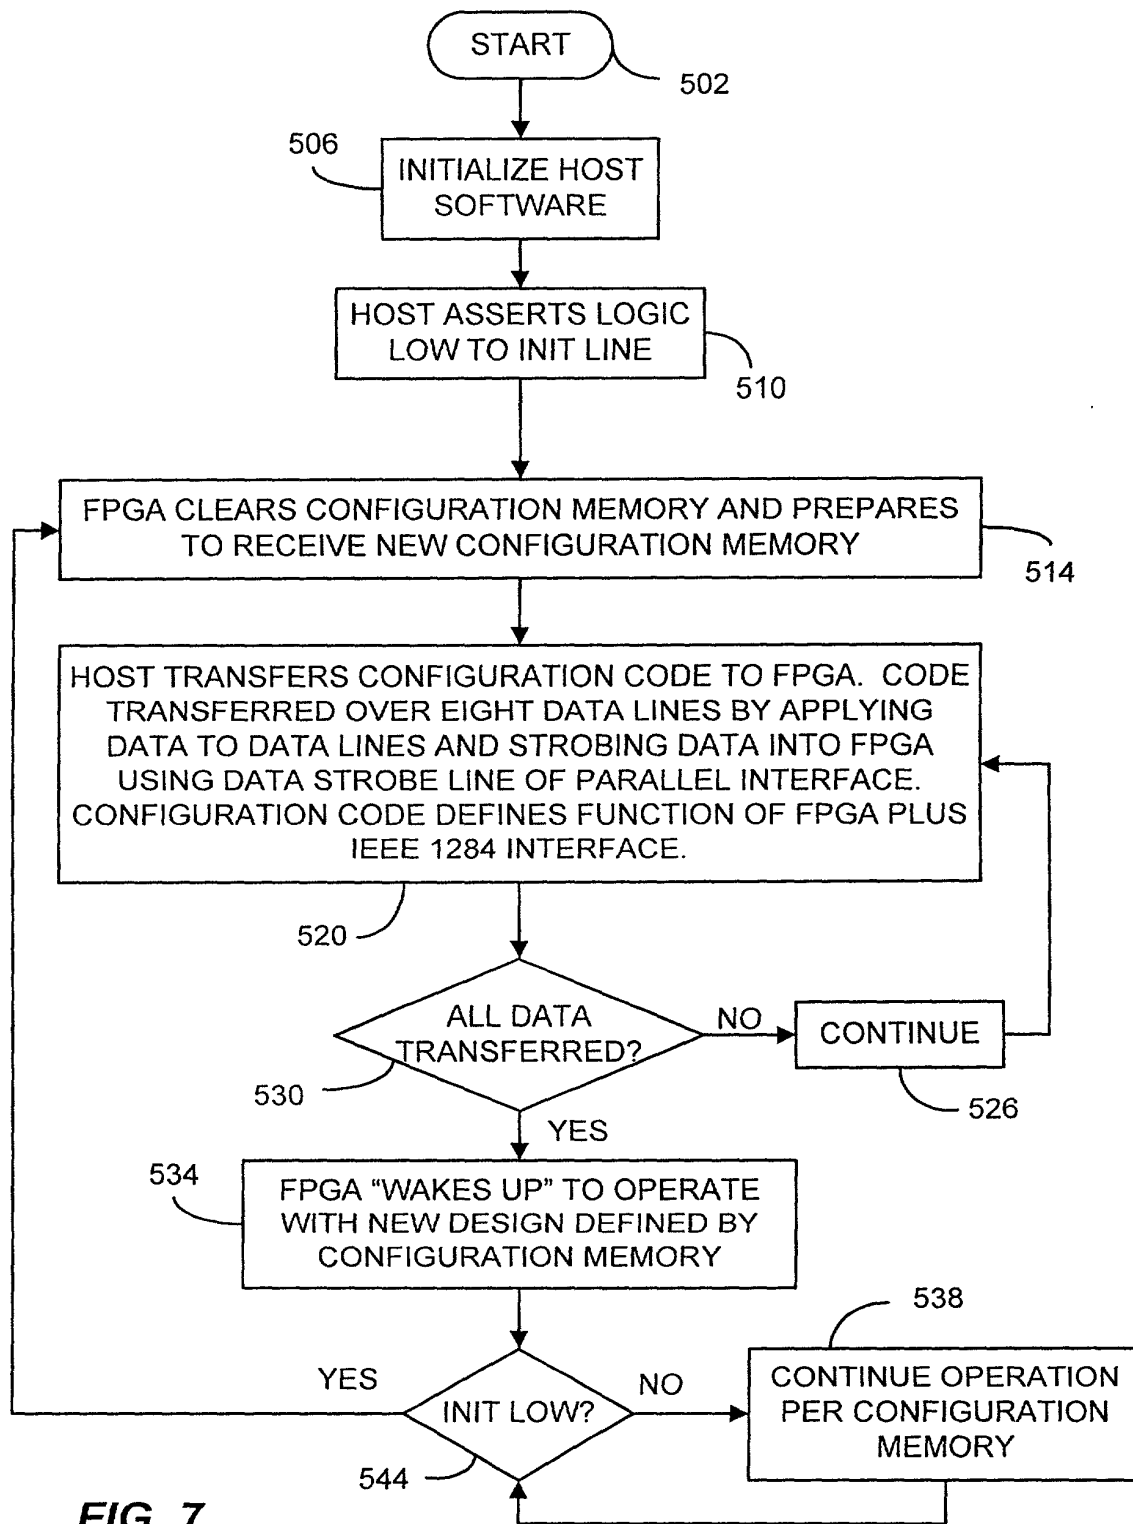 START
502
506
INITIALIZE HOST
SOFTWARE
HOST ASSERTS LOGIC
LOW TO INIT LINE
510
FPGA CLEARS CONFIGURATION MEMORY AND PREPARES
TO RECEIVE NEW CONFIGURATION MEMORY
514
HOST TRANSFERS CONFIGURATION CODE TO FPGA. CODE
TRANSFERRED OVER EIGHT DATA LINES BY APPLYING
DATA TO DATA LINES AND STROBING DATA INTO FPGA
USING DATA STROBE LINE OF PARALLEL INTERFACE.
CONFIGURATION CODE DEFINES FUNCTION OF FPGA PLUS
IEEE 1284 INTERFACE.
520
ALL DATA
TRANSFERRED?
530
NO
CONTINUE
526
YES
534
FPGA “WAKES UP” TO OPERATE
WITH NEW DESIGN DEFINED BY
CONFIGURATION MEMORY
538
YES
INIT LOW?
NO
544
CONTINUE OPERATION
PER CONFIGURATION
MEMORY
FIG. 7